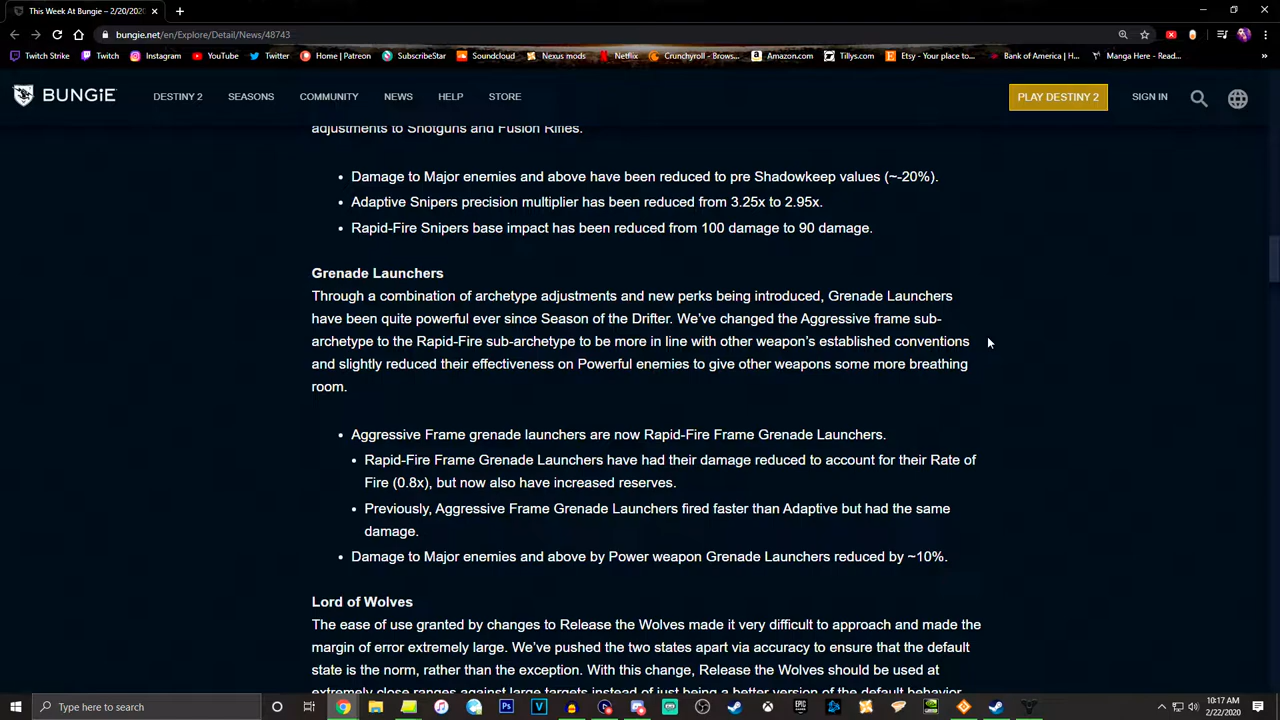 This Week At Bungie – 2/20/2020
bungie.net/en/Explore/Detail/News/48743
Twitch Strike Twitch Instagram YouTube Twitter Home | Patreon SubscribeStar Soundcloud Nexus mods Netflix Crunchyroll - Brows... Amazon.com Tillys.com Etsy - Your place to... Bank of America | H... Manga Here - Read...
BUNGiE DESTINY 2 SEASONS COMMUNITY NEWS HELP STORE PLAY DESTINY 2 SIGN IN
adjustments to Shotguns and Fusion Rifles.
• Damage to Major enemies and above have been reduced to pre Shadowkeep values (~-20%).
• Adaptive Snipers precision multiplier has been reduced from 3.25x to 2.95x.
• Rapid-Fire Snipers base impact has been reduced from 100 damage to 90 damage.
Grenade Launchers
Through a combination of archetype adjustments and new perks being introduced, Grenade Launchers
have been quite powerful ever since Season of the Drifter. We’ve changed the Aggressive frame sub-
archetype to the Rapid-Fire sub-archetype to be more in line with other weapon’s established conventions
and slightly reduced their effectiveness on Powerful enemies to give other weapons some more breathing
room.
• Aggressive Frame grenade launchers are now Rapid-Fire Frame Grenade Launchers.
• Rapid-Fire Frame Grenade Launchers have had their damage reduced to account for their Rate of
Fire (0.8x), but now also have increased reserves.
• Previously, Aggressive Frame Grenade Launchers fired faster than Adaptive but had the same
damage.
• Damage to Major enemies and above by Power weapon Grenade Launchers reduced by ~10%.
Lord of Wolves
The ease of use granted by changes to Release the Wolves made it very difficult to approach and made the
margin of error extremely large. We’ve pushed the two states apart via accuracy to ensure that the default
state is the norm, rather than the exception. With this change, Release the Wolves should be used at
extremely close ranges against large targets instead of just being a better version of the default behavior
Type here to search
10:17 AM
2/22/2020